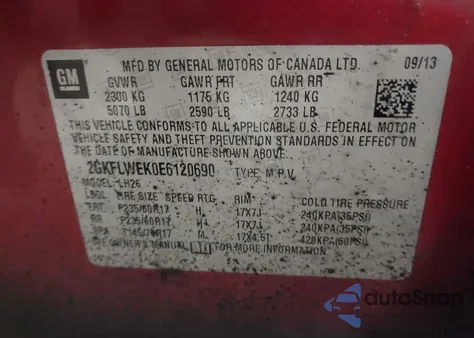 GM
MFD BY GENERAL MOTORS OF CANADA LTD. 09/13
GVWR GAWR FRT GAWR RR
2300 KG 1175 KG 1240 KG
5070 LB 2590 LB 2733 LB
THIS VEHICLE CONFORMS TO ALL APPLICABLE U.S. FEDERAL MOTOR
VEHICLE SAFETY AND THEFT PREVENTION STANDARDS IN EFFECT
ON THE DATE OF MANUFACTURE SHOWN ABOVE.
2GKFLWEK0E6120690 TYPE: M.P.V.
MODEL: LH26
TIRE SIZE SPEED RTG RIM COLD TIRE PRESSURE
FRT P235/60R17 H 17X7J 240KPA(35PSI)
RR P235/60R17 H 17X7J 240KPA(35PSI)
SPA T145/70R17 M 17X4.5T 420KPA(60PSI)
SEE OWNER'S MANUAL FOR MORE INFORMATION
autoSnap